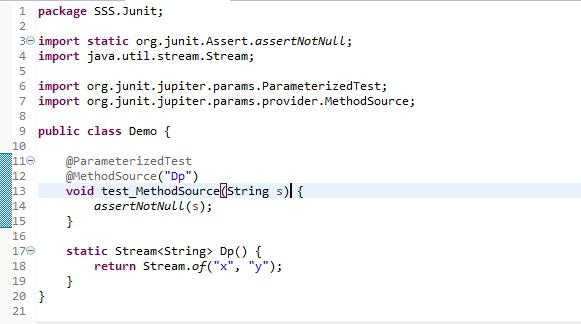 1 package SSS.Junit;
2
3 import static org.junit.Assert.assertNotNull;
4 import java.util.stream.Stream;
5
6 import org.junit.jupiter.params.ParameterizedTest;
7 import org.junit.jupiter.params.provider.MethodSource;
8
9 public class Demo {
10
11 @ParameterizedTest
12 @MethodSource("Dp")
13 void test_MethodSource(String s) {
14 assertNotNull(s);
15 }
16
17 static Stream<String> Dp() {
18 return Stream.of("x", "y");
19 }
20 }
21